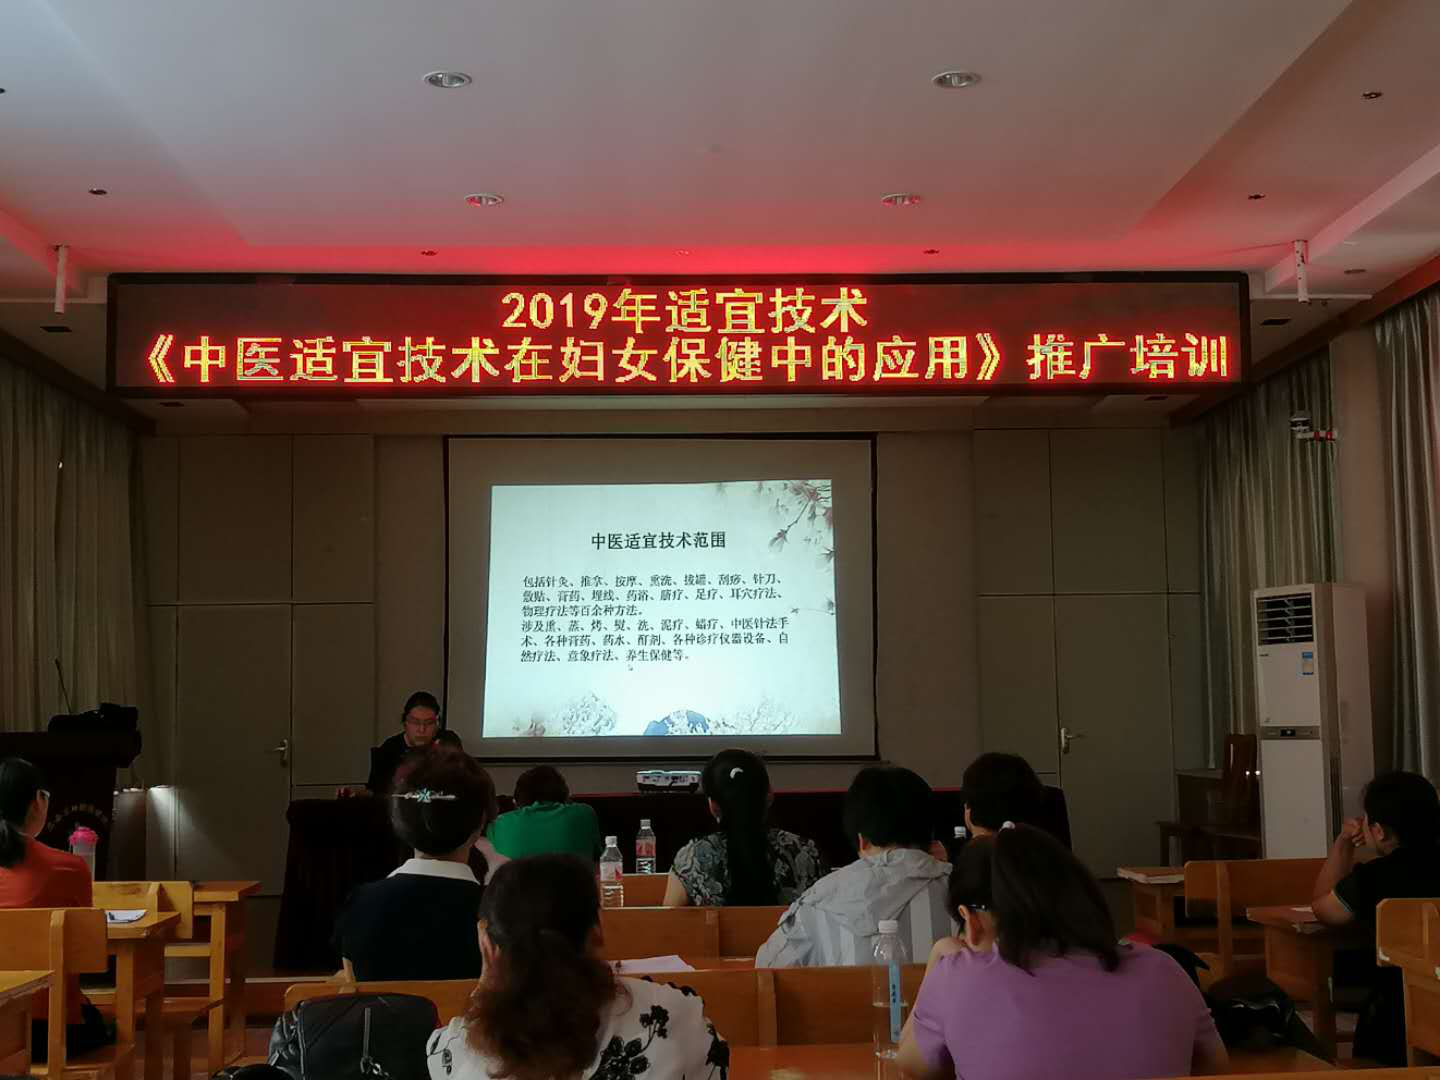 2019年适宜技术
《中医适宜技术在妇女保健中的应用》推广培训
中医适宜技术范围
包括针灸、推拿、按摩、熏洗、拔罐、刮痧、针刀、
敷贴、膏药、埋线、药浴、脐疗、足疗、耳穴疗法、
物理疗法等百余种方法。
涉及熏、蒸、烤、熨、洗、泥疗、蜡疗、中医针法手
术、各种膏药、药水、酊剂、各种诊疗仪器设备、自
然疗法、意象疗法、养生保健等。